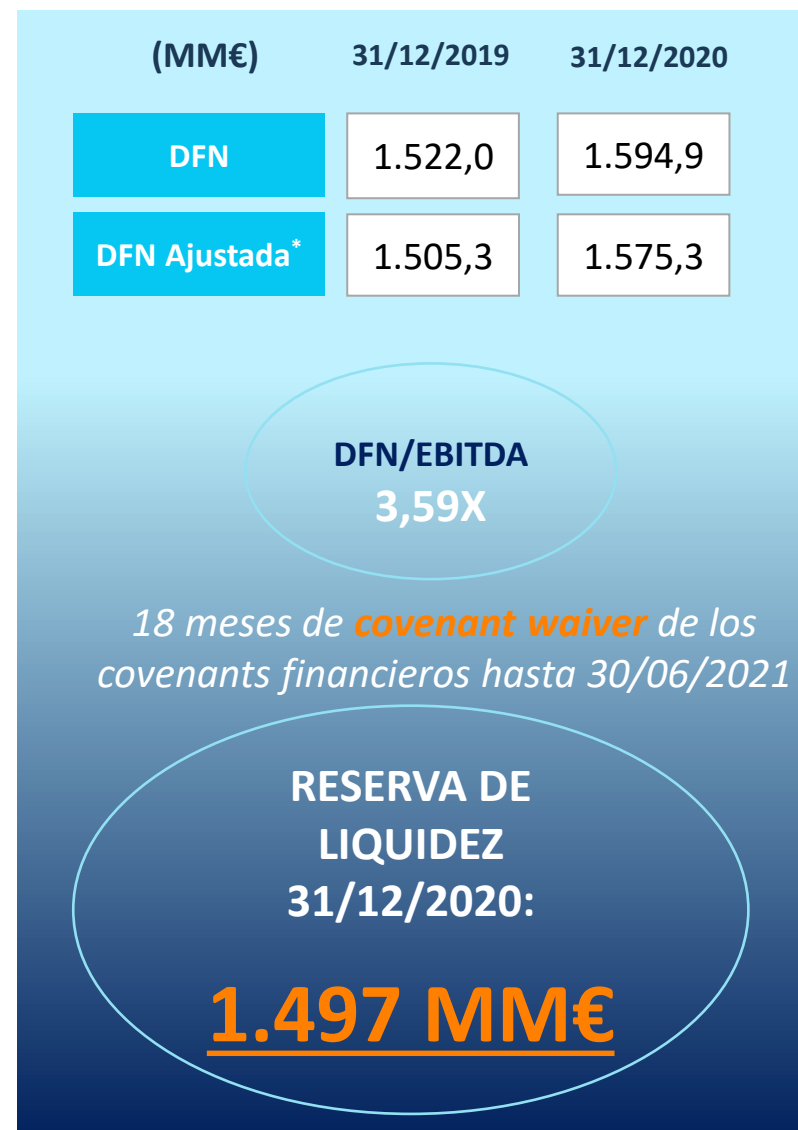 (MM€) 31/12/2019 31/12/2020
DFN 1.522,0 1.594,9
DFN Ajustada* 1.505,3 1.575,3
DFN/EBITDA
3,59X
18 meses de covenant waiver de los
covenants financieros hasta 30/06/2021
RESERVA DE
LIQUIDEZ
31/12/2020:
1.497 MM€